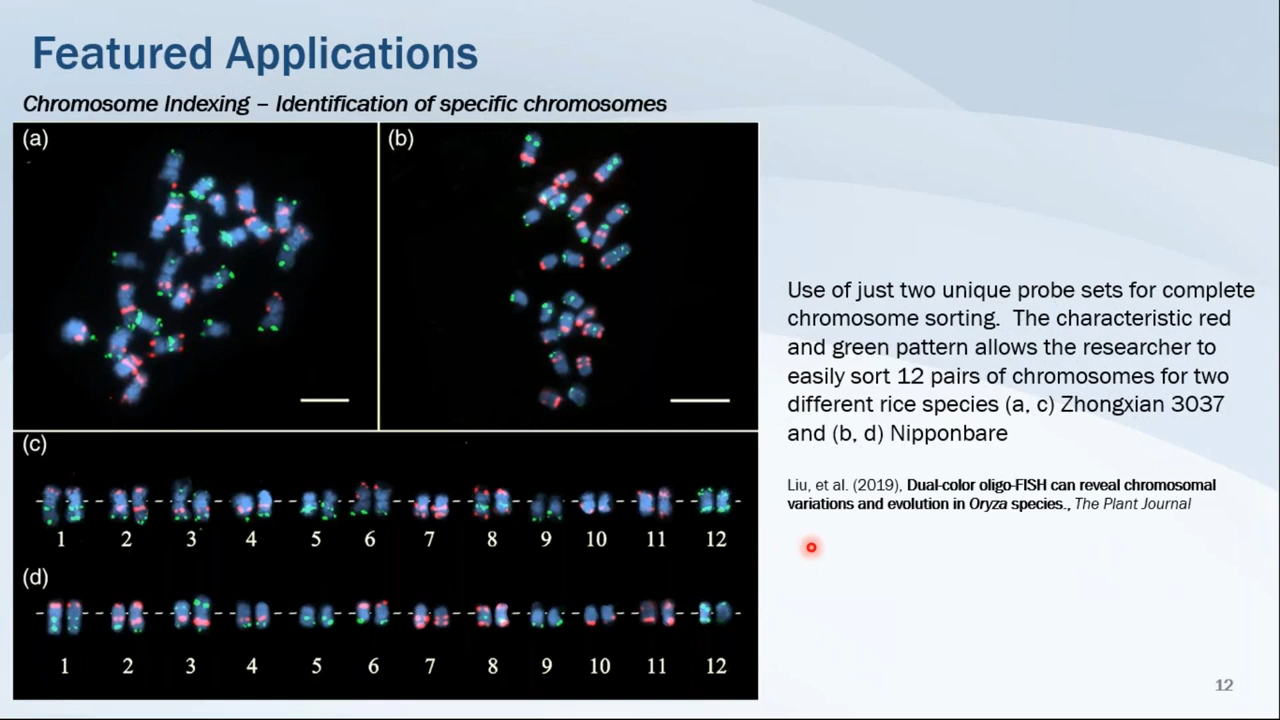 Featured Applications
Chromosome Indexing – Identification of specific chromosomes
(a)
(b)
(c)
1 2 3 4 5 6 7 8 9 10 11 12
(d)
1 2 3 4 5 6 7 8 9 10 11 12
Use of just two unique probe sets for complete
chromosome sorting.  The characteristic red
and green pattern allows the researcher to
easily sort 12 pairs of chromosomes for two
different rice species (a, c) Zhongxian 3037
and (b, d) Nipponbare
Liu, et al. (2019), Dual-color oligo-FISH can reveal chromosomal
variations and evolution in Oryza species., The Plant Journal
12